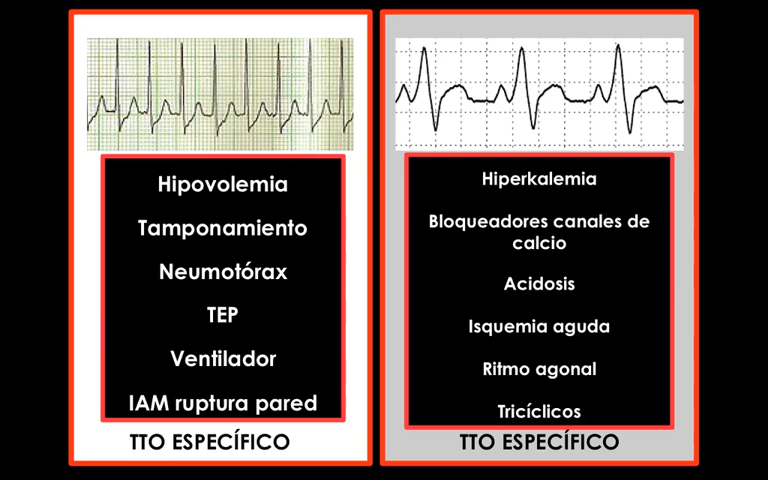 Hipovolemia
Tamponamiento
Neumotórax
TEP
Ventilador
IAM ruptura pared
TTO ESPECÍFICO
Hiperkalemia
Bloqueadores canales de
calcio
Acidosis
Isquemia aguda
Ritmo agonal
Tricíclicos
TTO ESPECÍFICO